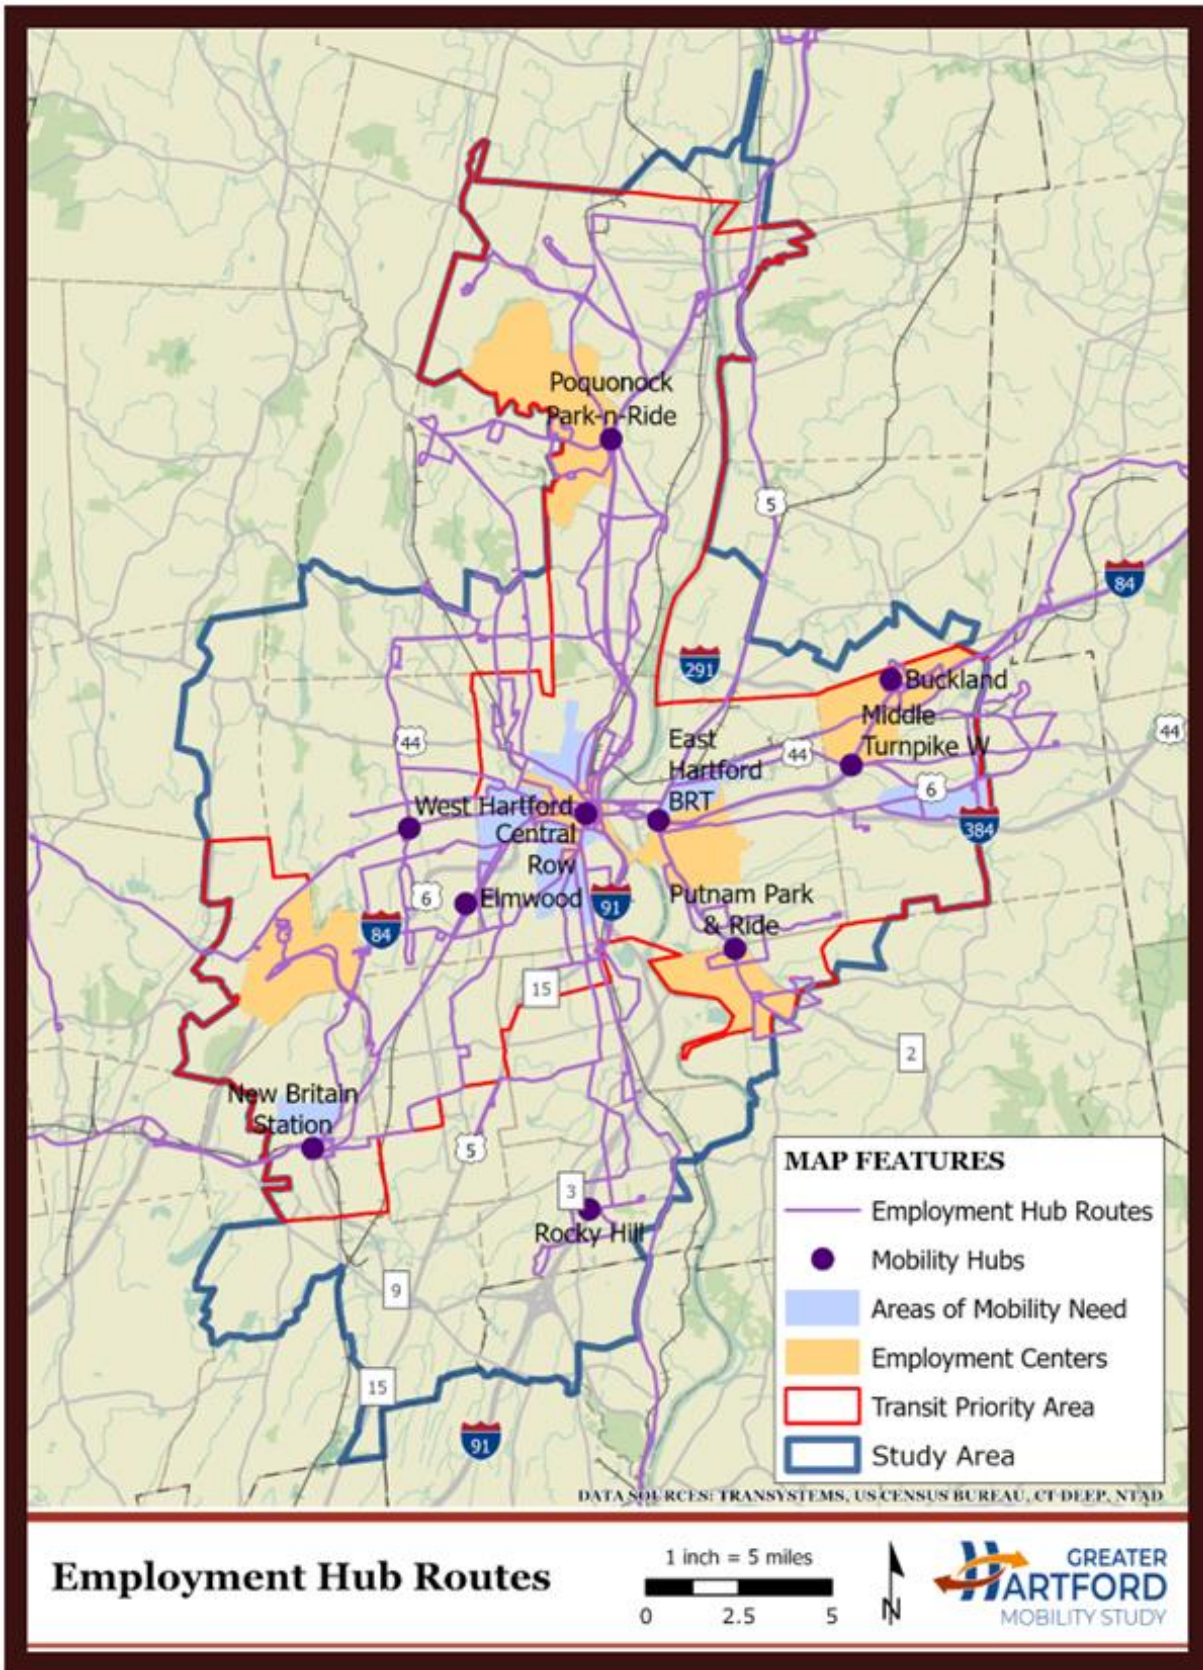 Poquonock
Park-n-Ride
5
84
291
Buckland
Middle
Turnpike W
44
East
Hartford
BRT
44
44
6
West Hartford
Central
Row
384
Elmwood
6
91
Putnam Park
& Ride
84
15
2
New Britain
Station
5
3
Rocky Hill
9
15
91
MAP FEATURES
Employment Hub Routes
Mobility Hubs
Areas of Mobility Need
Employment Centers
Transit Priority Area
Study Area
DATA SOURCES: TRANSYSTEMS, US CENSUS BUREAU, CT DEEP, NTAD
Employment Hub Routes
1 inch = 5 miles
0 2.5 5
N
GREATER
HARTFORD
MOBILITY STUDY